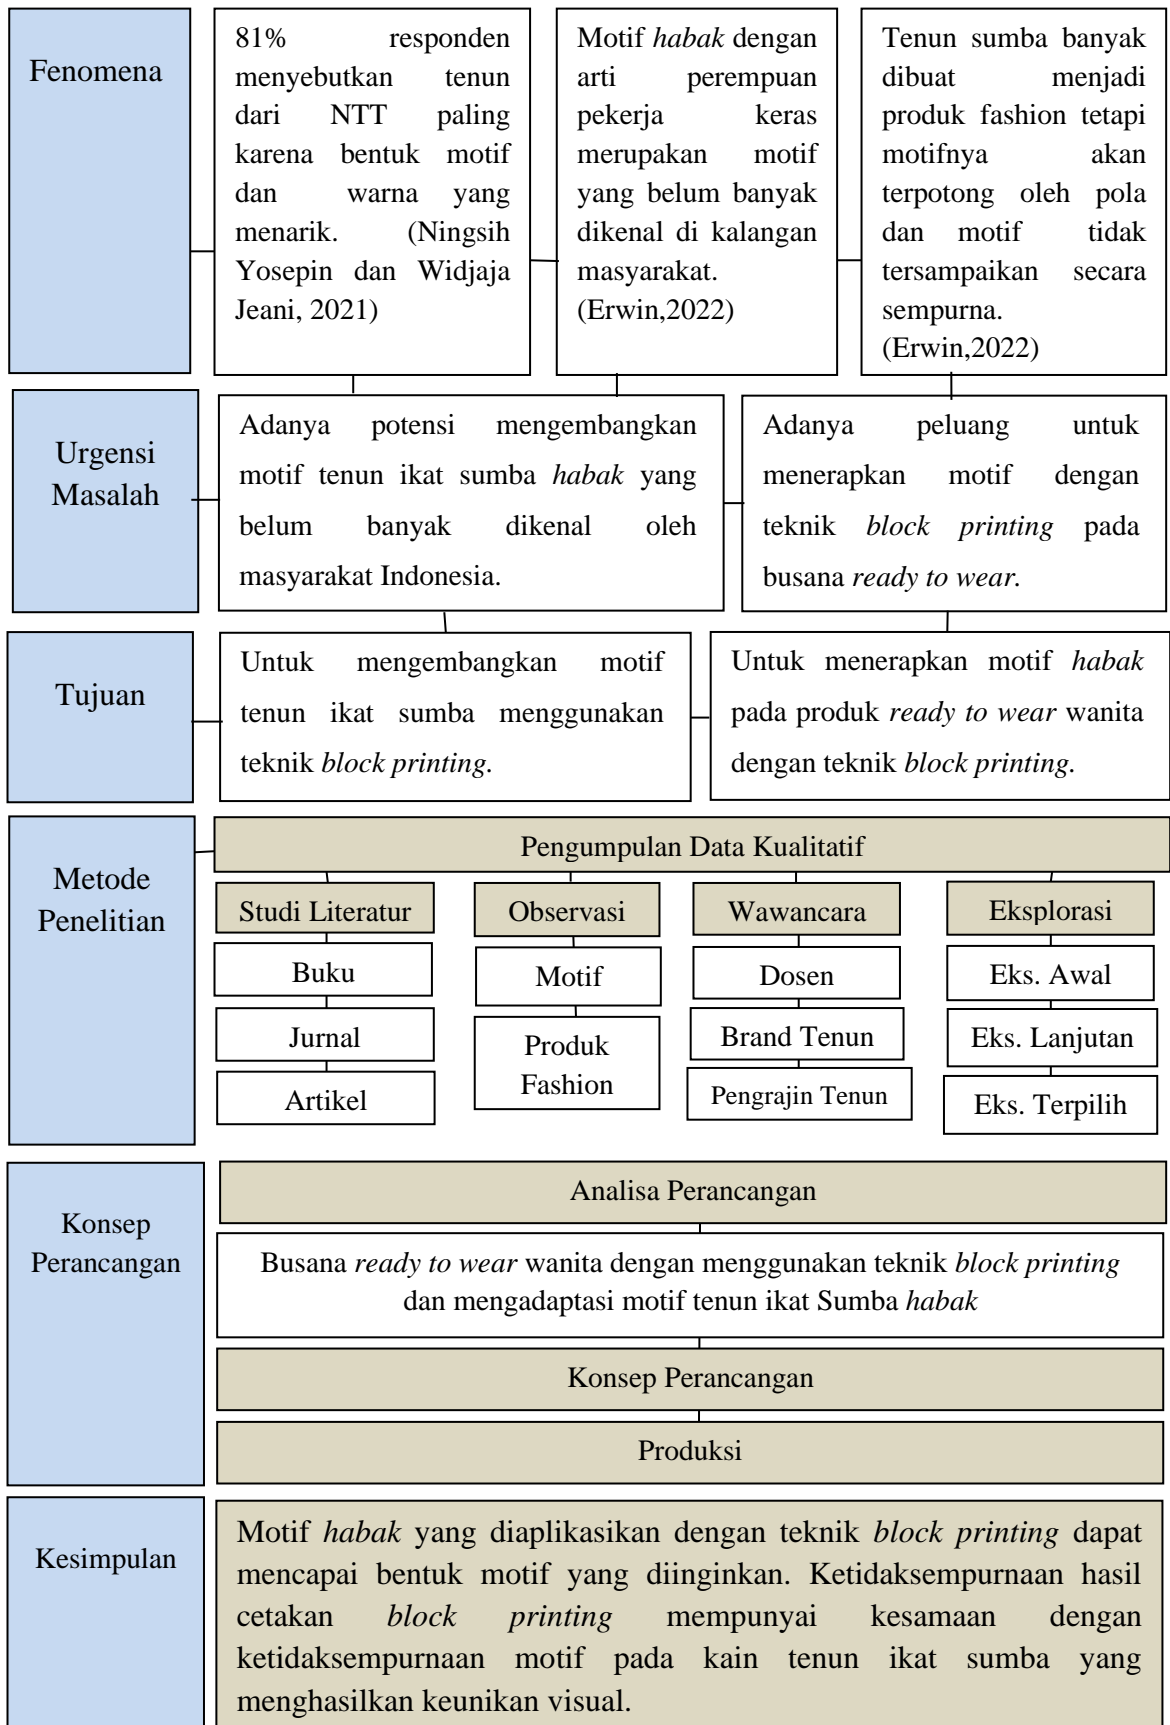 Fenomena
81% responden
menyebutkan tenun
dari NTT paling
karena bentuk motif
dan warna yang
menarik. (Ningsih
Yosepin dan Widjaja
Jeani, 2021)
Motif habak dengan
arti perempuan
pekerja keras
merupakan motif
yang belum banyak
dikenal di kalangan
masyarakat.
(Erwin,2022)
Tenun sumba banyak
dibuat menjadi
produk fashion tetapi
motifnya akan
terpotong oleh pola
dan motif tidak
tersampaikan secara
sempurna.
(Erwin,2022)
Urgensi
Masalah
Adanya potensi mengembangkan
motif tenun ikat sumba habak yang
belum banyak dikenal oleh
masyarakat Indonesia.
Adanya peluang untuk
menerapkan motif dengan
teknik block printing pada
busana ready to wear.
Tujuan
Untuk mengembangkan motif
tenun ikat sumba menggunakan
teknik block printing.
Untuk menerapkan motif habak
pada produk ready to wear wanita
dengan teknik block printing.
Metode
Penelitian
Pengumpulan Data Kualitatif
Studi Literatur
Buku
Jurnal
Artikel
Observasi
Motif
Produk
Fashion
Wawancara
Dosen
Brand Tenun
Pengrajin Tenun
Eksplorasi
Eks. Awal
Eks. Lanjutan
Eks. Terpilih
Konsep
Perancangan
Analisa Perancangan
Busana ready to wear wanita dengan menggunakan teknik block printing
dan mengadaptasi motif tenun ikat Sumba habak
Konsep Perancangan
Produksi
Kesimpulan
Motif habak yang diaplikasikan dengan teknik block printing dapat
mencapai bentuk motif yang diinginkan. Ketidaksempurnaan hasil
cetakan block printing mempunyai kesamaan dengan
ketidaksempurnaan motif pada kain tenun ikat sumba yang
menghasilkan keunikan visual.